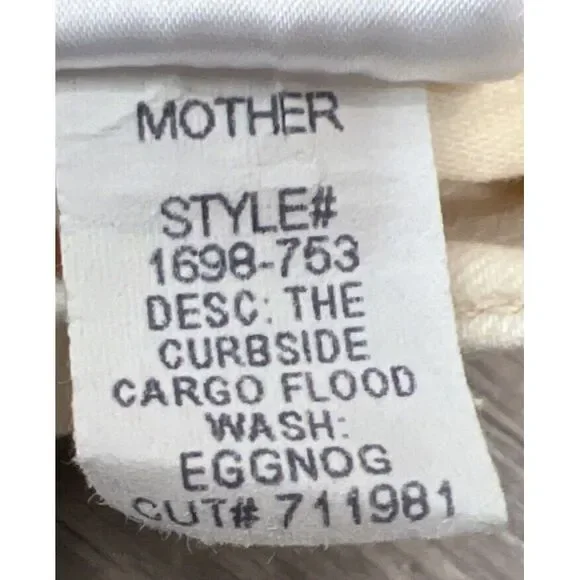 MOTHER
STYLE#
1698-753
DESC: THE
CURBSIDE
CARGO FLOOD
WASH:
EGGNOG
CUT# 711981